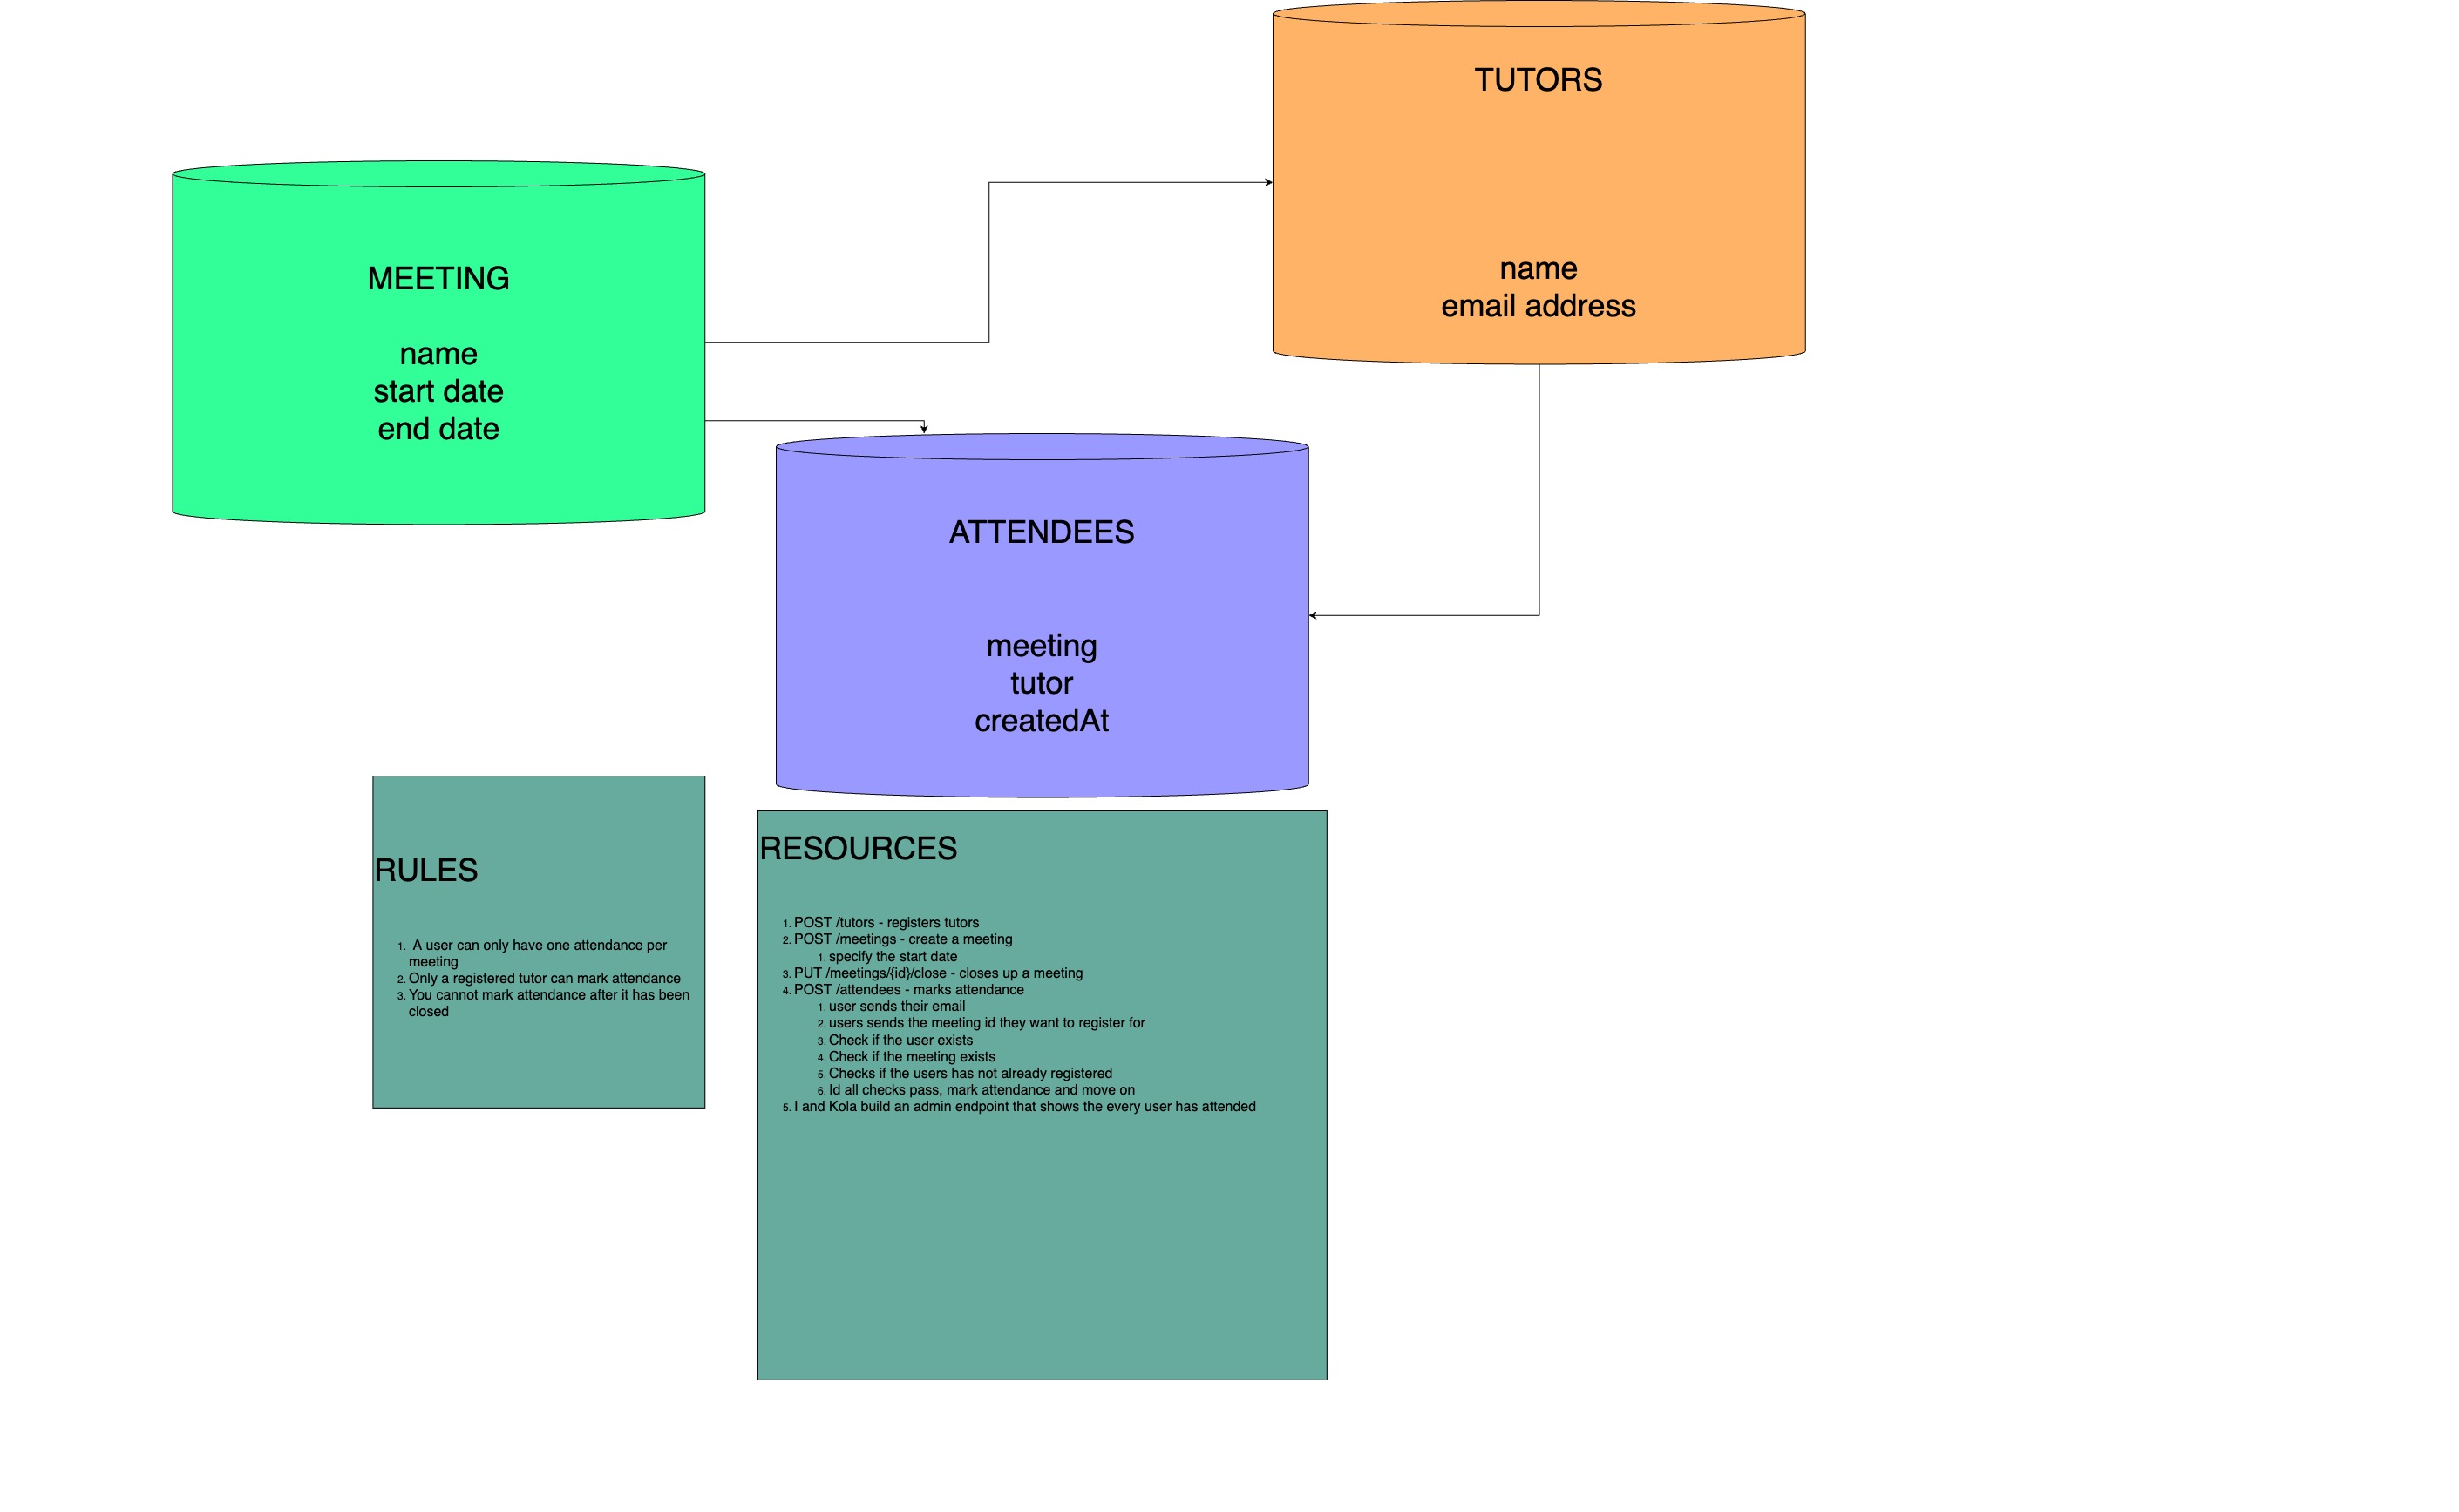 TUTORS
name
email address
MEETING
name
start date
end date
ATTENDEES
meeting
tutor
createdAt
RULES
1. A user can only have one attendance per
meeting
2. Only a registered tutor can mark attendance
3. You cannot mark attendance after it has been
closed
RESOURCES
1. POST /tutors - registers tutors
2. POST /meetings - create a meeting
1. specify the start date
3. PUT /meetings/{id}/close - closes up a meeting
4. POST /attendees - marks attendance
1. user sends their email
2. users sends the meeting id they want to register for
3. Check if the user exists
4. Check if the meeting exists
5. Checks if the users has not already registered
6. Id all checks pass, mark attendance and move on
5. I and Kola build an admin endpoint that shows the every user has attended